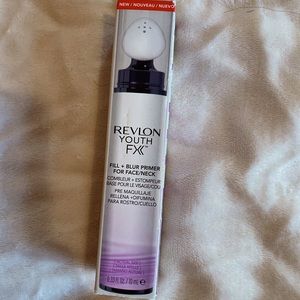 NEW / NOUVEAU / NUEVO
REVLON
YOUTH
FX
FILL + BLUR PRIMER
FOR FACE/NECK
COMBLEUR + ESTOMPEUR
BASE POUR LE VISAGE/COU
PRE MAQUILLAJE
RELLENA + DIFUMINA
PARA ROSTRO/CUELLO